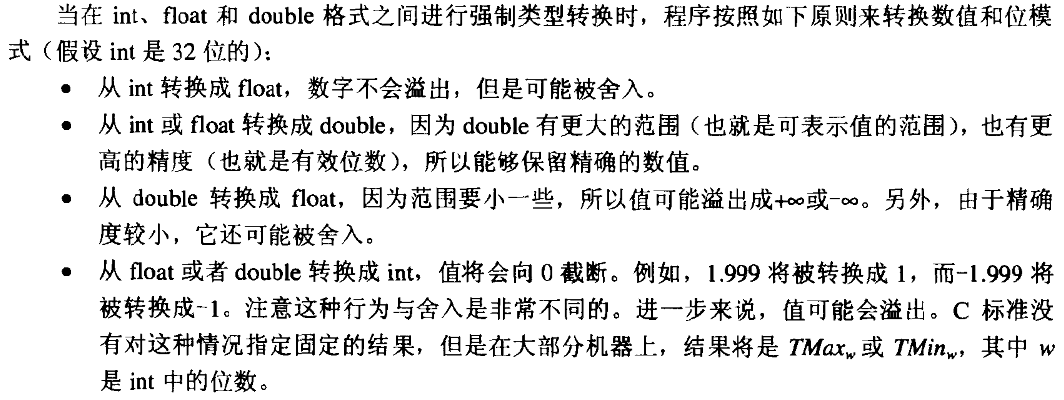 当在 int、float 和 double 格式之间进行强制类型转换时，程序按照如下原则来转换数值和位模
式（假设 int 是 32 位的）：
• 从 int 转换成 float，数字不会溢出，但是可能被舍入。
• 从 int 或 float 转换成 double，因为 double 有更大的范围（也就是可表示值的范围），也有更
高的精度（也就是有效位数），所以能够保留精确的数值。
• 从 double 转换成 float，因为范围要小一些，所以值可能溢出成+∞或-∞。另外，由于精确
度较小，它还可能被舍入。
• 从 float 或者 double 转换成 int，值将会向 0 截断。例如，1.999 将被转换成 1，而-1.999 将
被转换成-1。注意这种行为与舍入是非常不同的。进一步来说，值可能会溢出。C 标准没
有对这种情况指定固定的结果，但是在大部分机器上，结果将是 TMaxw 或 TMinw，其中 w
是 int 中的位数。